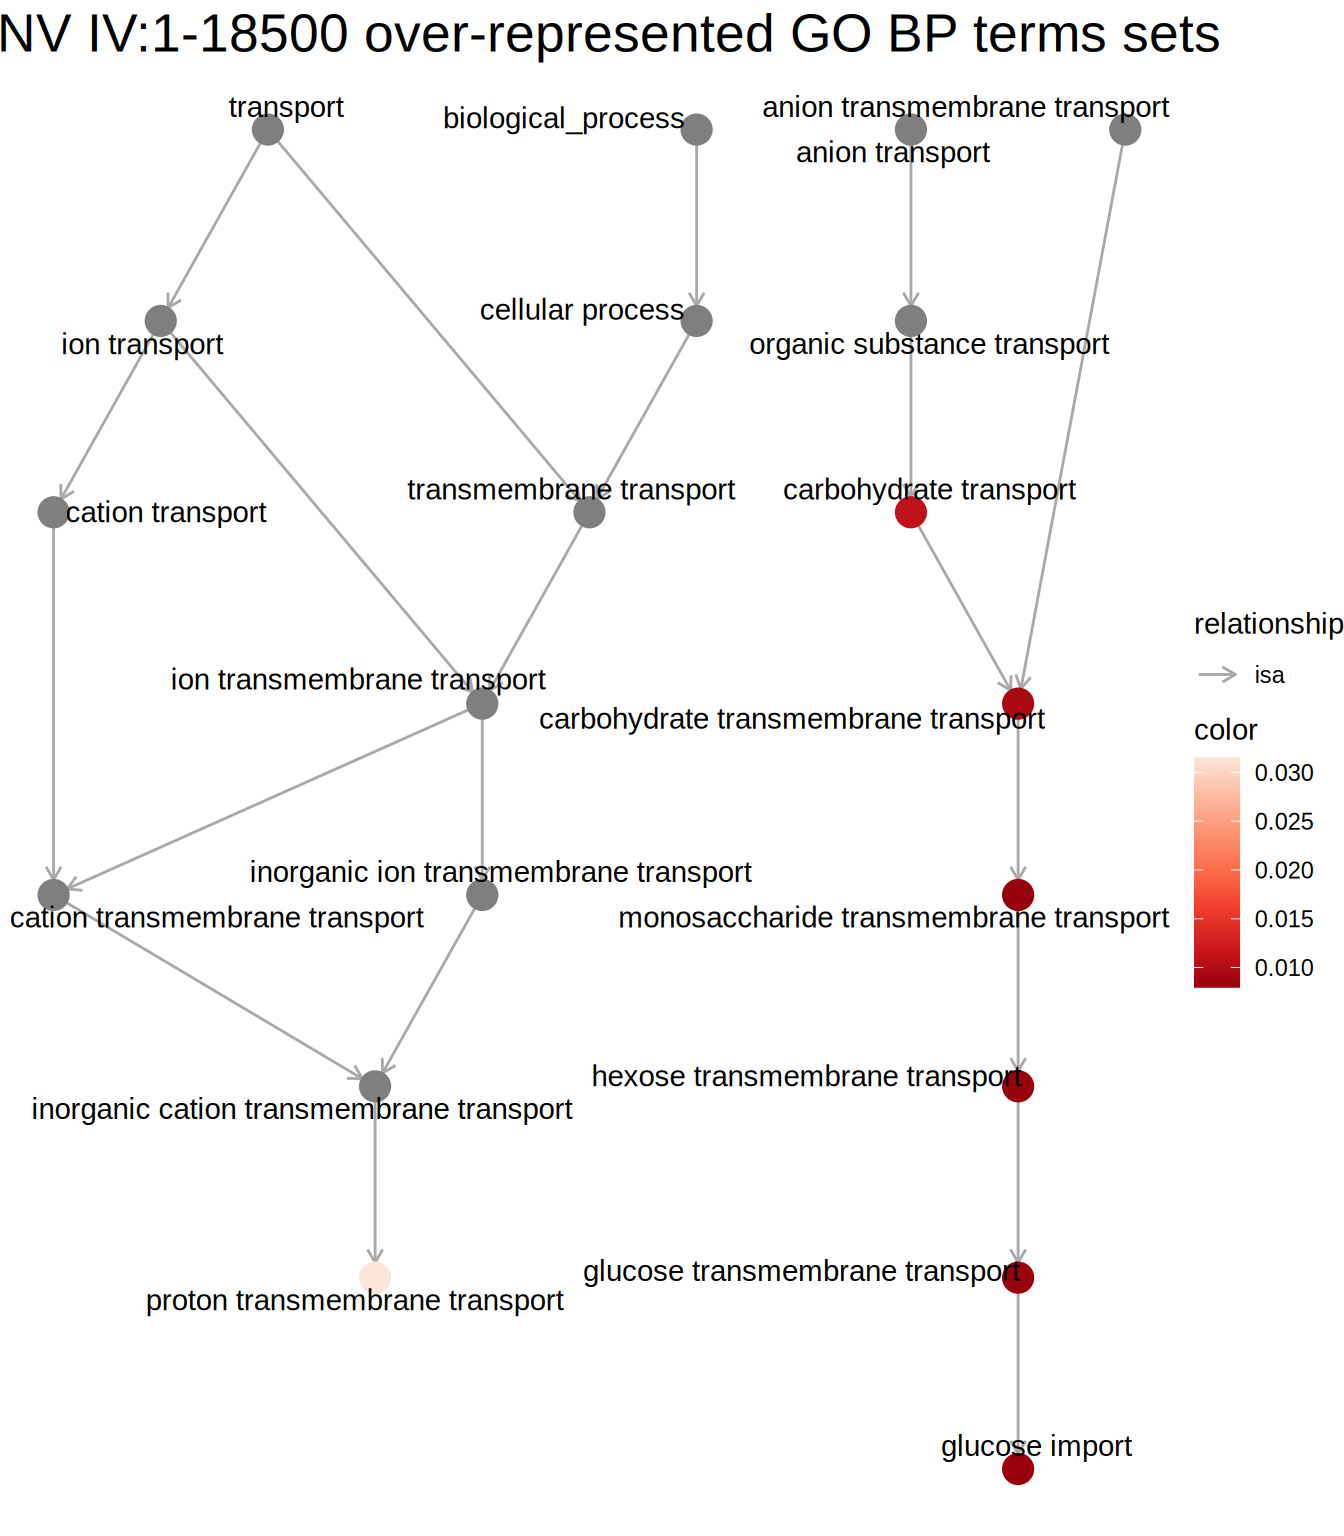 NV IV:1-18500 over-represented GO BP terms sets
transport
biological_process
anion transmembrane transport
anion transport
ion transport
cellular process
organic substance transport
cation transport
transmembrane transport
carbohydrate transport
relationship
isa
ion transmembrane transport
carbohydrate transmembrane transport
color
0.030
0.025
0.020
0.015
0.010
inorganic ion transmembrane transport
cation transmembrane transport
monosaccharide transmembrane transport
hexose transmembrane transport
inorganic cation transmembrane transport
glucose transmembrane transport
proton transmembrane transport
glucose import